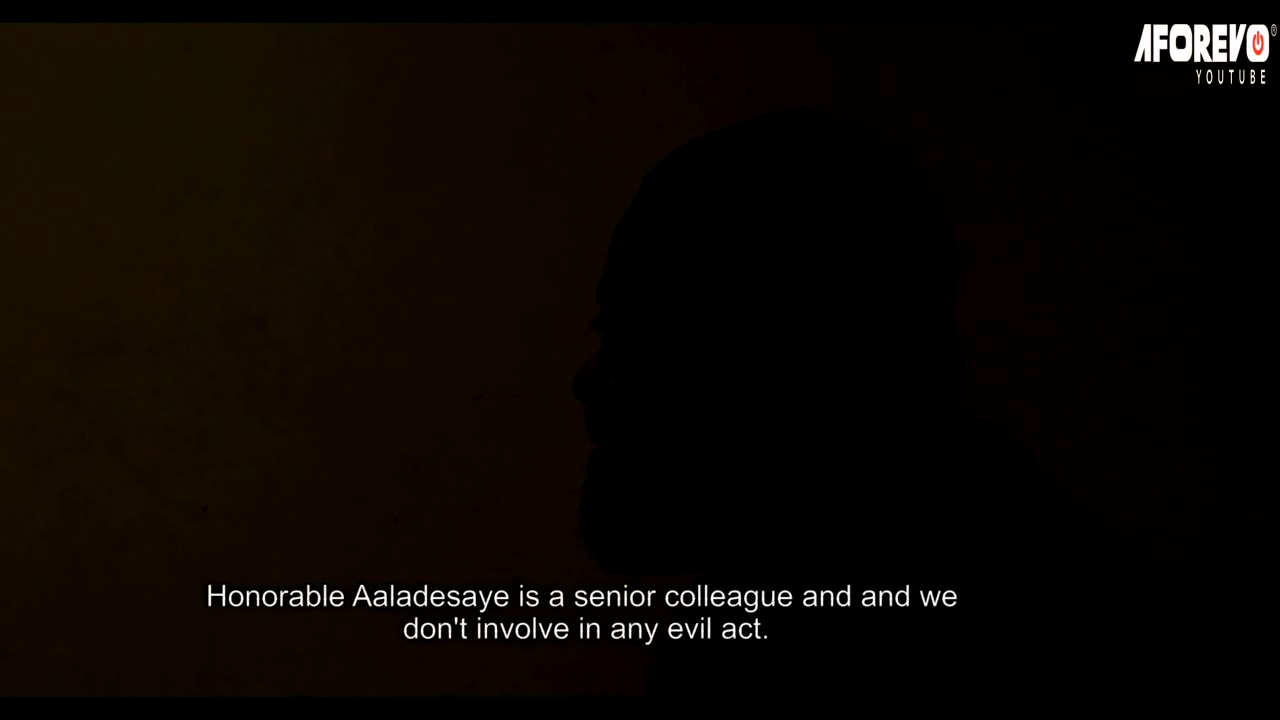 AFOREVO
YOUTUBE
Honorable Aaladesaye is a senior colleague and and we
don't involve in any evil act.